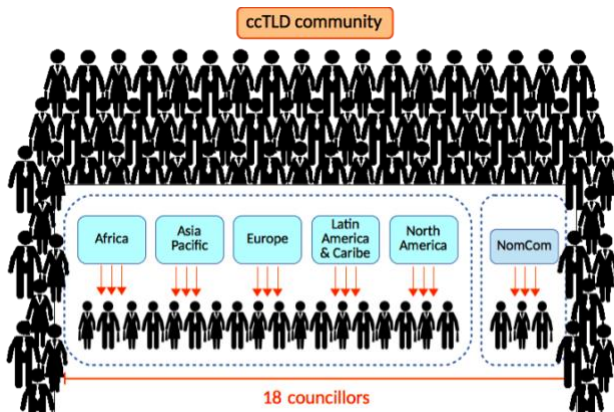 ccTLD community
Africa
Asia
Pacific
Europe
Latin
America
& Caribe
North
America
NomCom
18 councillors